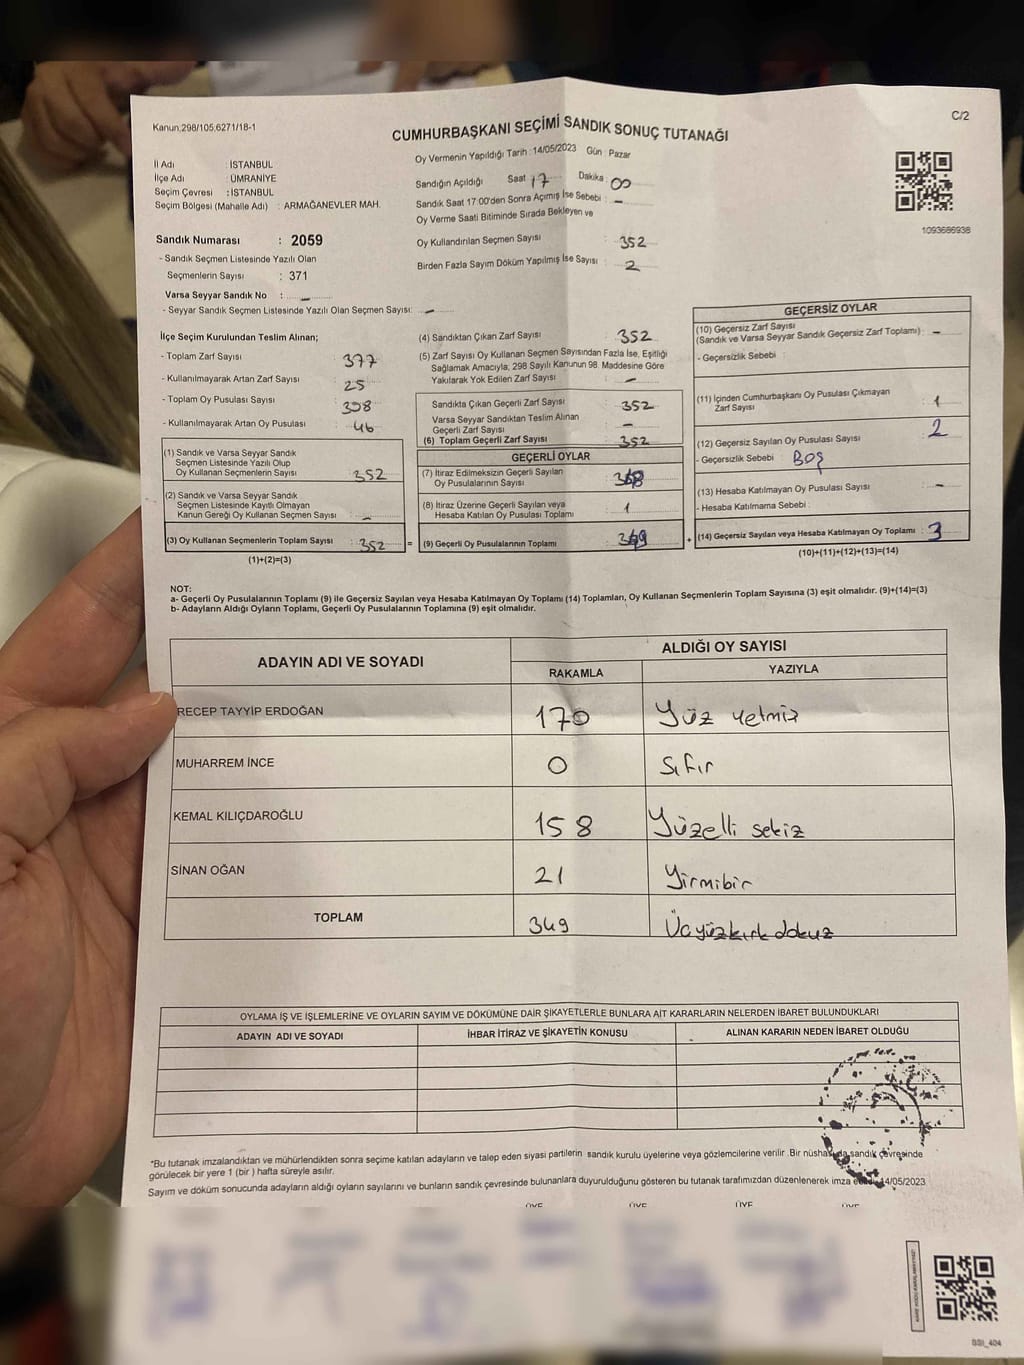 Kanun;298/105;6271/18-1
C/2
CUMHURBAŞKANI SEÇİMİ SANDIK SONUÇ TUTANAĞI
İl Adı : İSTANBUL
İlçe Adı : ÜMRANİYE
Seçim Çevresi : İSTANBUL
Seçim Bölgesi (Mahalle Adı) : ARMAĞANEVLER MAH.
Sandık Numarası : 2059
- Sandık Seçmen Listesinde Yazılı Olan
Seçmenlerin Sayısı : 371
Varsa Seyyar Sandık No : –
- Seyyar Sandık Seçmen Listesinde Yazılı Olan Seçmen Sayısı: –
Oy Vermenin Yapıldığı Tarih : 14/05/2023 Gün : Pazar
Sandığın Açıldığı Saat 17 Dakika : 00
Sandık Saat 17:00'den Sonra Açımış İse Sebebi : –
Oy Verme Saati Bitiminde Sırada Bekleyen ve
Oy Kullandırılan Seçmen Sayısı : 352
Birden Fazla Sayım Döküm Yapılmış İse Sayısı : 2
1093686938
İlçe Seçim Kurulundan Teslim Alınan;
- Toplam Zarf Sayısı : 377
- Kullanılmayarak Artan Zarf Sayısı : 25
- Toplam Oy Pusulası Sayısı : 398
- Kullanılmayarak Artan Oy Pusulası : 46
(1) Sandık ve Varsa Seyyar Sandık
Seçmen Listesinde Yazılı Olup
Oy Kullanan Seçmenlerin Sayısı : 352
(2) Sandık ve Varsa Seyyar Sandık
Seçmen Listesinde Kayıtlı Olmayan
Kanun Gereği Oy Kullanan Seçmen Sayısı : –
(3) Oy Kullanan Seçmenlerin Toplam Sayısı : 352 =
(1)+(2)=(3)
(4) Sandıktan Çıkan Zarf Sayısı : 352
(5) Zarf Sayısı Oy Kullanan Seçmen Sayısından Fazla İse, Eşitliği
Sağlamak Amacıyla, 298 Sayılı Kanunun 98. Maddesine Göre
Yakılarak Yok Edilen Zarf Sayısı : –
Sandıkta Çıkan Geçerli Zarf Sayısı : 352
Varsa Seyyar Sandıktan Teslim Alınan
Geçerli Zarf Sayısı : –
(6) Toplam Geçerli Zarf Sayısı : 352
GEÇERLİ OYLAR
(7) İtiraz Edilmeksizin Geçerli Sayılan
Oy Pusulalarının Sayısı : 368
(8) İtiraz Üzerine Geçerli Sayılan veya
Hesaba Katılan Oy Pusulası Toplamı : 1
(9) Geçerli Oy Pusulalarının Toplamı : 349 +
GEÇERSİZ OYLAR
(10) Geçersiz Zarf Sayısı
(Sandık ve Varsa Seyyar Sandık Geçersiz Zarf Toplamı) : –
- Geçersizlik Sebebi :
(11) İçinden Cumhurbaşkanı Oy Pusulası Çıkmayan
Zarf Sayısı : 1
(12) Geçersiz Sayılan Oy Pusulası Sayısı : 2
- Geçersizlik Sebebi : BOŞ
(13) Hesaba Katılmayan Oy Pusulası Sayısı : –
- Hesaba Katılmama Sebebi :
(14) Geçersiz Sayılan veya Hesaba Katılmayan Oy Toplamı : 3
(10)+(11)+(12)+(13)=(14)
NOT:
a- Geçerli Oy Pusulalarının Toplamı (9) ile Geçersiz Sayılan veya Hesaba Katılmayan Oy Toplamı (14) Toplamları, Oy Kullanan Seçmenlerin Toplam Sayısına (3) eşit olmalıdır. (9)+(14)=(3)
b- Adayların Aldığı Oyların Toplamı, Geçerli Oy Pusulalarının Toplamına (9) eşit olmalıdır.
ADAYIN ADI VE SOYADI
ALDIĞI OY SAYISI
RAKAMLA YAZIYLA
RECEP TAYYİP ERDOĞAN 170 Yüz yetmiş
MUHARREM İNCE 0 Sıfır
KEMAL KILIÇDAROĞLU 158 Yüzelli sekiz
SİNAN OĞAN 21 Yirmibir
TOPLAM 349 Üçyüzkırk dokuz
OYLAMA İŞ VE İŞLEMLERİNE VE OYLARIN SAYIM VE DÖKÜMÜNE DAİR ŞİKAYETLERLE BUNLARA AİT KARARLARIN NELERDEN İBARET BULUNDUKLARI
ADAYIN ADI VE SOYADI İHBAR İTİRAZ VE ŞİKAYETİN KONUSU ALINAN KARARIN NEDEN İBARET OLDUĞU
*Bu tutanak imzalandıktan ve mühürlendikten sonra seçime katılan adayların ve talep eden siyasi partilerin sandık kurulu üyelerine veya gözlemcilerine verilir. Bir nüshası da sandık çevresinde
görülecek bir yere 1 (bir) hafta süreyle asılır.
Sayım ve döküm sonucunda adayların aldığı oyların sayılarını ve bunların sandık çevresinde bulunanlara duyurulduğunu gösteren bu tutanak tarafımızdan düzenlenerek imza edildi. 14/05/2023
ÜYE ÜYE ÜYE ÜYE
BSI_404